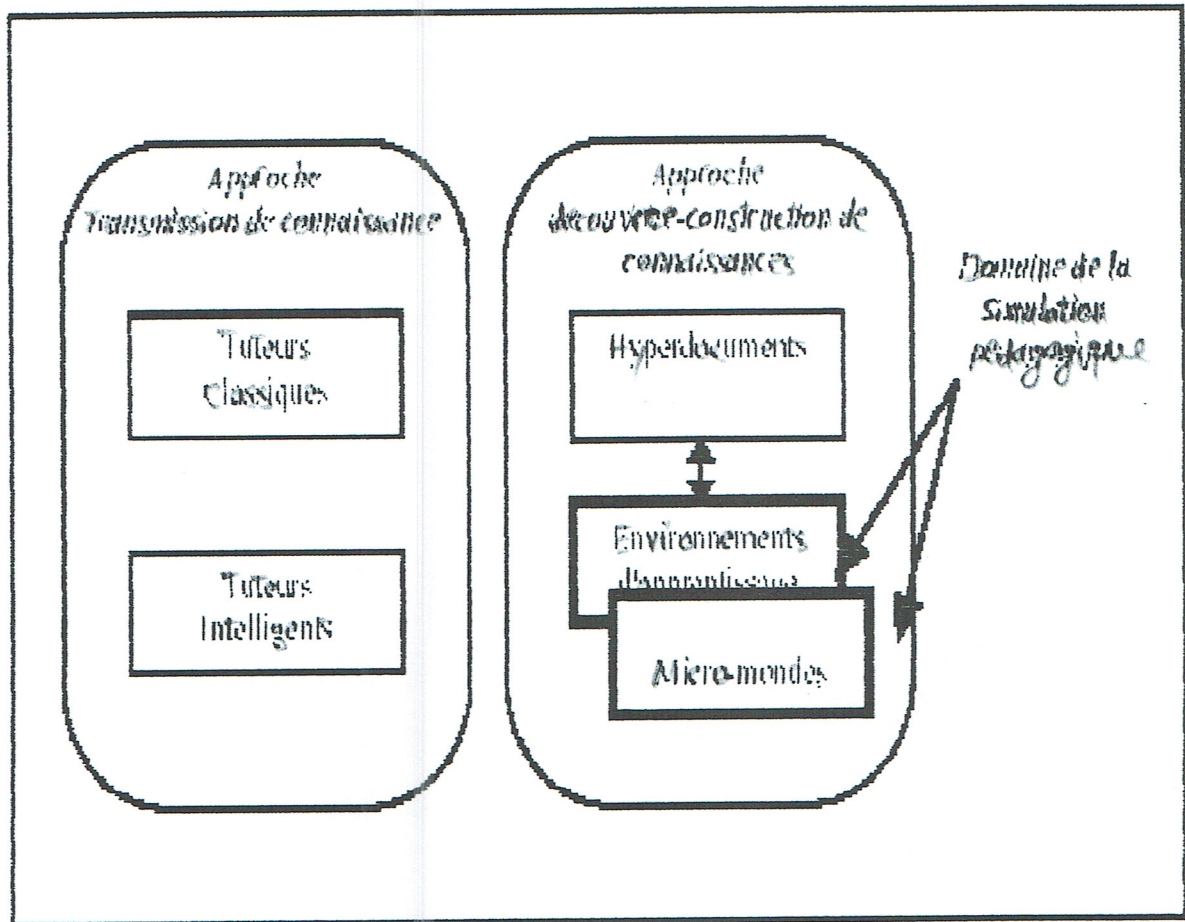 Approche
Transmission de connaissance
Tuteurs
Classiques
Tuteurs
Intelligents
Approche
découverte-construction de
connaissances
Hyperdocuments
Environnements
d'apprentissage
Micro-mondes
Domaine de la
Simulation
pédagogique